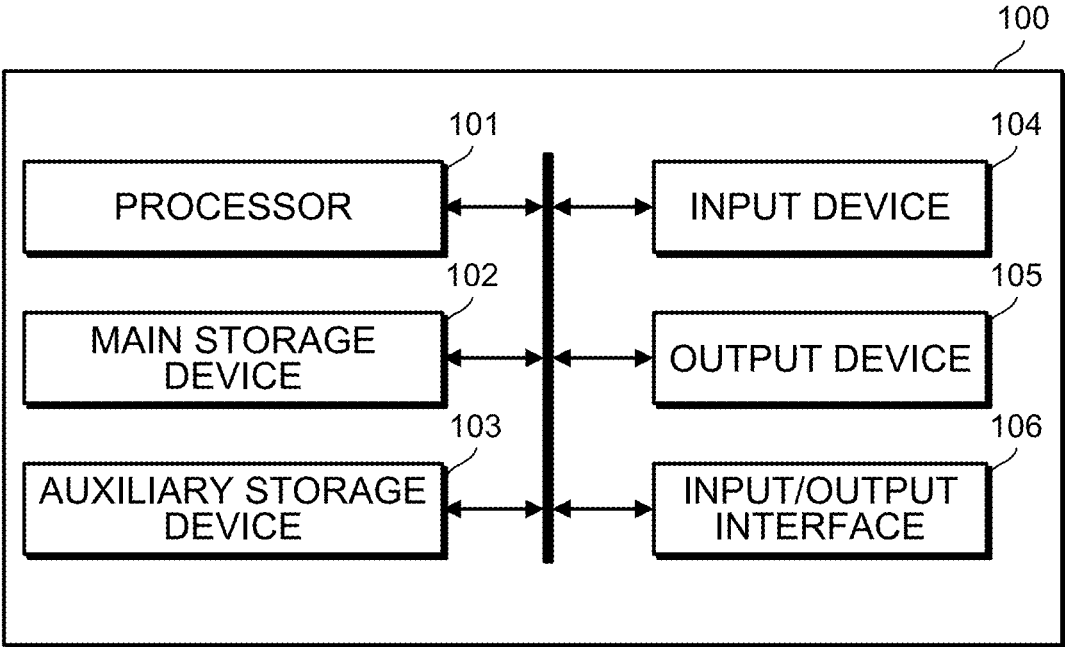 100
101
PROCESSOR
104
INPUT DEVICE
102
MAIN STORAGE
DEVICE
105
OUTPUT DEVICE
103
AUXILIARY STORAGE
DEVICE
106
INPUT/OUTPUT
INTERFACE